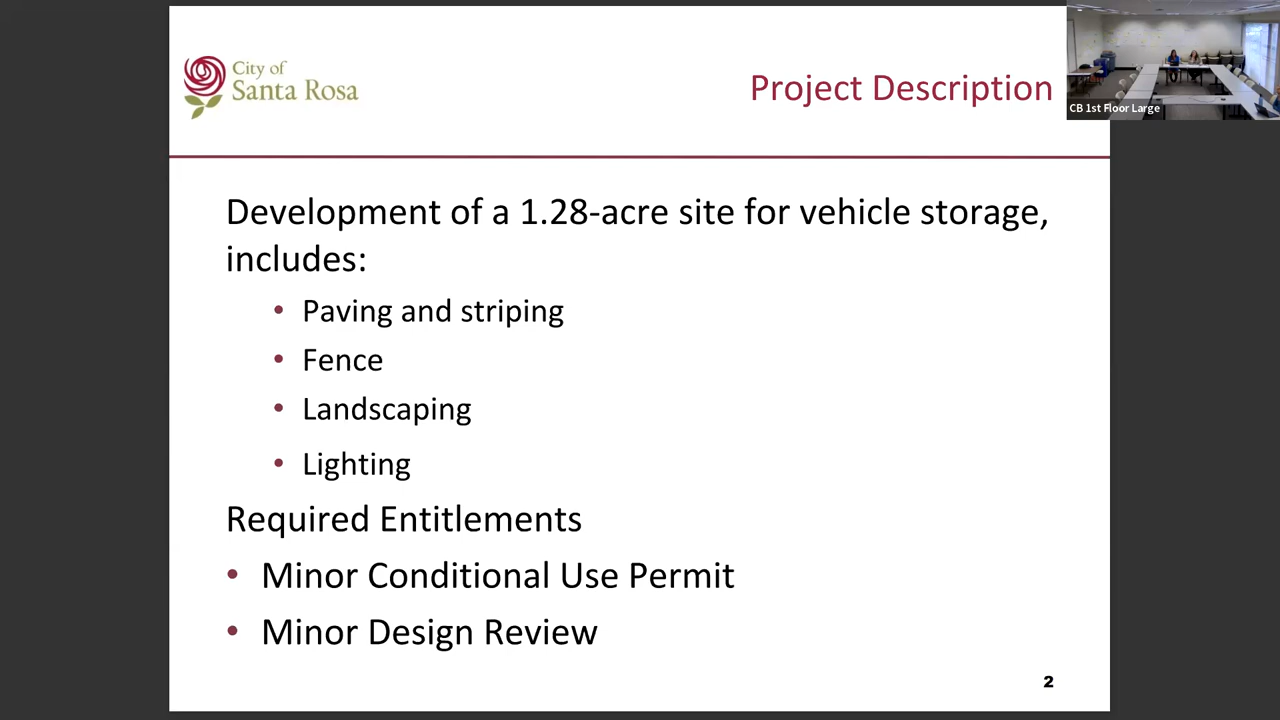 City of
Santa Rosa
Project Description
CB 1st Floor Large
Development of a 1.28-acre site for vehicle storage,
includes:
• Paving and striping
• Fence
• Landscaping
• Lighting
Required Entitlements
• Minor Conditional Use Permit
• Minor Design Review
2